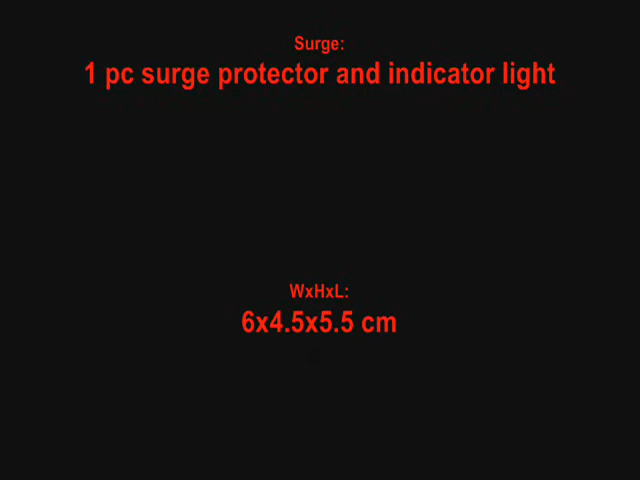 Surge:
1 pc surge protector and indicator light
WxHxL:
6x4.5x5.5 cm